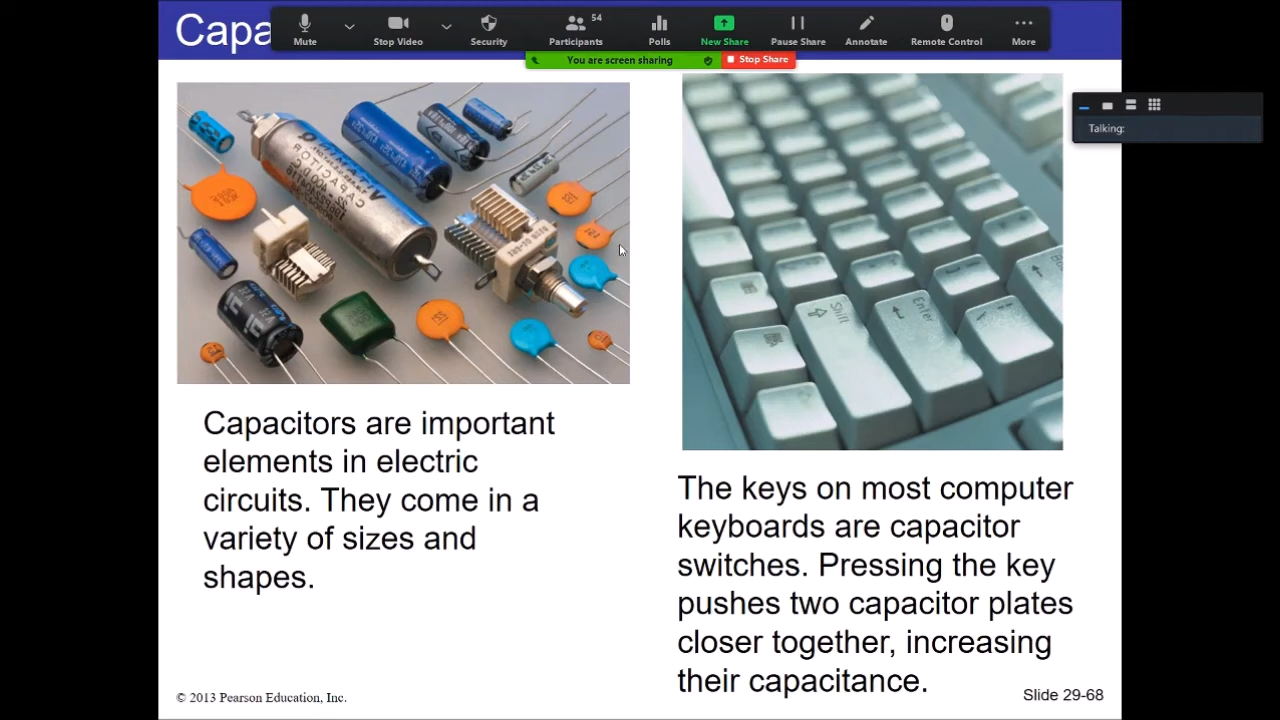 Capa
Mute
Stop Video
Security
Participants
54
Polls
New Share
Pause Share
Annotate
Remote Control
More
You are screen sharing
Stop Share
Talking:
Shift
Enter
Capacitors are important
elements in electric
circuits. They come in a
variety of sizes and
shapes.
The keys on most computer
keyboards are capacitor
switches. Pressing the key
pushes two capacitor plates
closer together, increasing
their capacitance.
© 2013 Pearson Education, Inc.
Slide 29-68